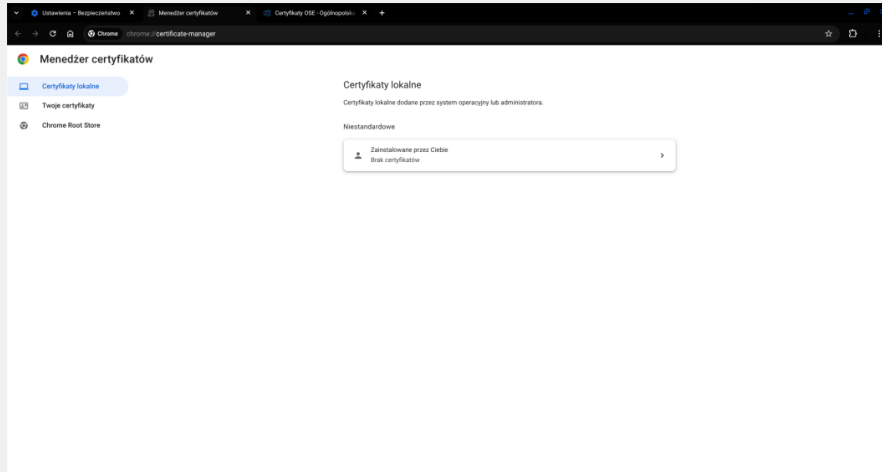 Ustawienia – Bezpieczeństwo
Menedżer certyfikatów
Certyfikaty OSE - Ogólnopolska
Chrome
chrome://certificate-manager
Menedżer certyfikatów
Certyfikaty lokalne
Twoje certyfikaty
Chrome Root Store
Certyfikaty lokalne
Certyfikaty lokalne dodane przez system operacyjny lub administratora.
Niestandardowe
Zainstalowane przez Ciebie
Brak certyfikatów